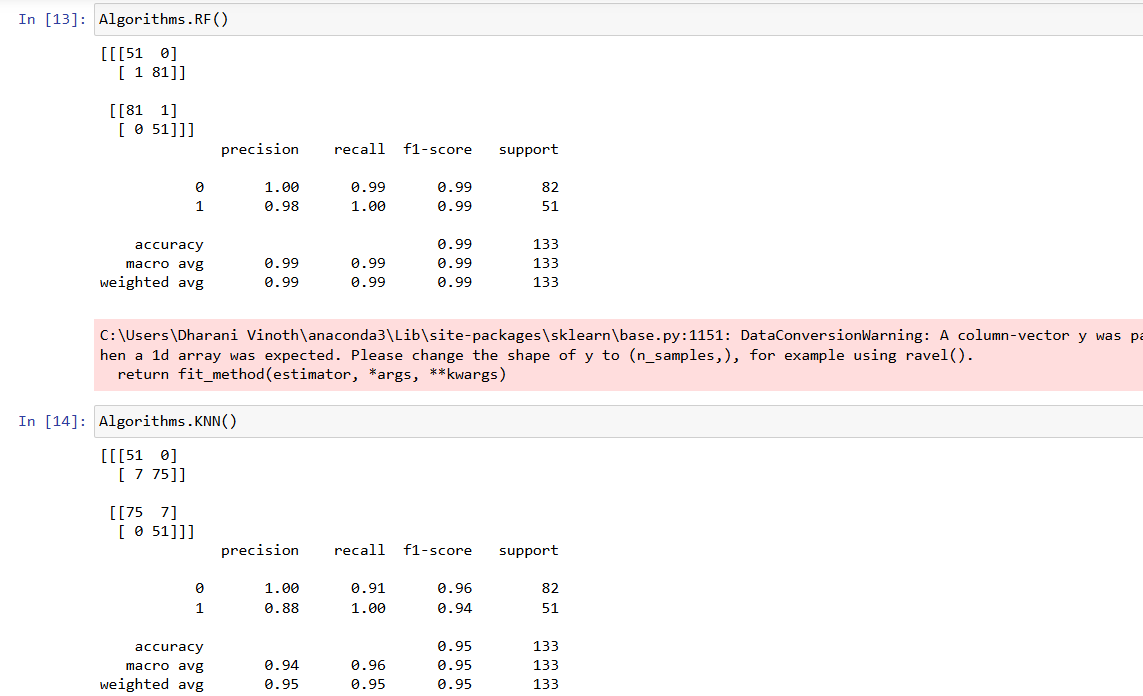 In [13]: Algorithms.RF()
[[[51  0]
  [ 1 81]]
 [[81  1]
  [ 0 51]]]
              precision    recall  f1-score   support
           0       1.00      0.99      0.99        82
           1       0.98      1.00      0.99        51
    accuracy                           0.99       133
   macro avg       0.99      0.99      0.99       133
weighted avg       0.99      0.99      0.99       133
C:\Users\Dharani Vinoth\anaconda3\Lib\site-packages\sklearn\base.py:1151: DataConversionWarning: A column-vector y was
hen a 1d array was expected. Please change the shape of y to (n_samples,), for example using ravel().
  return fit_method(estimator, *args, **kwargs)
In [14]: Algorithms.KNN()
[[[51  0]
  [ 7 75]]
 [[75  7]
  [ 0 51]]]
              precision    recall  f1-score   support
           0       1.00      0.91      0.96        82
           1       0.88      1.00      0.94        51
    accuracy                           0.95       133
   macro avg       0.94      0.96      0.95       133
weighted avg       0.95      0.95      0.95       133